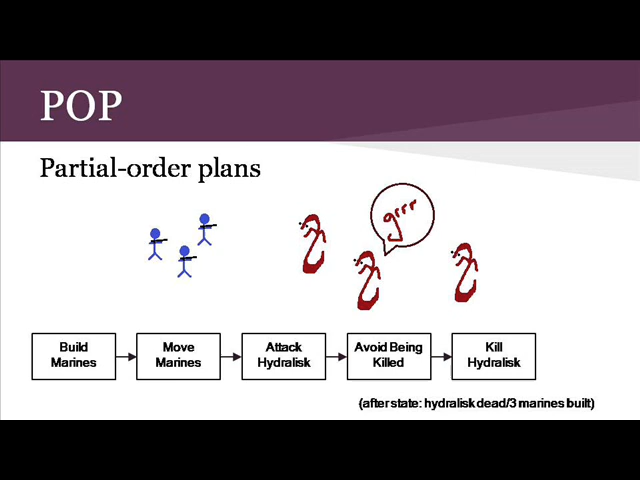 POP
Partial-order plans
grrr
Build
Marines
Move
Marines
Attack
Hydralisk
Avoid Being
Killed
Kill
Hydralisk
(after state: hydralisk dead/3 marines built)